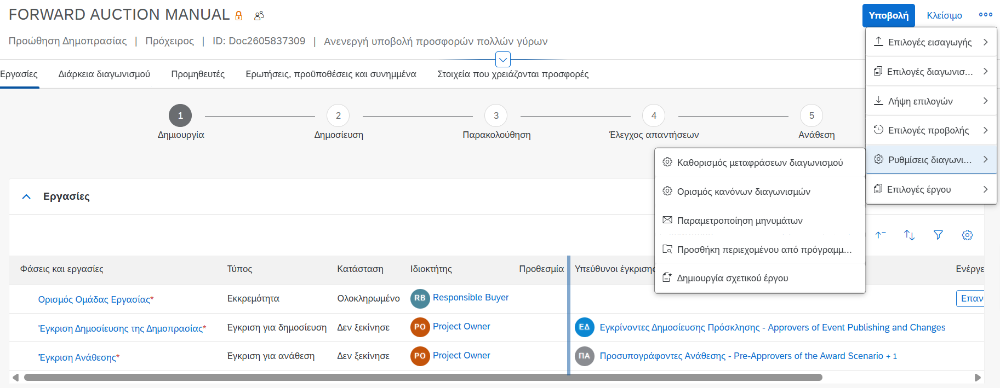 FORWARD AUCTION MANUAL
Υποβολή
Κλείσιμο
Προώθηση Δημοπρασίας | Πρόχειρος | ID: Doc2605837309 | Ανενεργή υποβολή προσφορών πολλών γύρων
Επιλογές εισαγωγής
Επιλογές διαγωνισ...
Λήψη επιλογών
Επιλογές προβολής
Ρυθμίσεις διαγωνι...
Επιλογές έργου
Εργασίες
Διάρκεια διαγωνισμού
Προμηθευτές
Ερωτήσεις, προϋποθέσεις και συνημμένα
Στοιχεία που χρειάζονται προσφορές
1
2
3
4
5
Δημιουργία
Δημοσίευση
Παρακολούθηση
Έλεγχος απαντήσεων
Ανάθεση
Καθορισμός μεταφράσεων διαγωνισμού
Ορισμός κανόνων διαγωνισμών
Παραμετροποίηση μηνυμάτων
Προσθήκη περιεχομένου από πρόγραμμ...
Δημιουργία σχετικού έργου
Εργασίες
Φάσεις και εργασίες Τύπος Κατάσταση Ιδιοκτήτης Προθεσμία Υπεύθυνοι έγκρισης Ενέργε
Ορισμός Ομάδας Εργασίας* Εκκρεμότητα Ολοκληρωμένο RB Responsible Buyer Επαν
Έγκριση Δημοσίευσης της Δημοπρασίας* Εγκριση για δημοσίευση Δεν ξεκίνησε PO Project Owner ΕΔ Εγκρίνοντες Δημοσίευσης Πρόσκλησης - Approvers of Event Publishing and Changes
Έγκριση Ανάθεσης* Εγκριση για ανάθεση Δεν ξεκίνησε PO Project Owner ΠΑ Προσυπογράφοντες Ανάθεσης - Pre-Approvers of the Award Scenario + 1